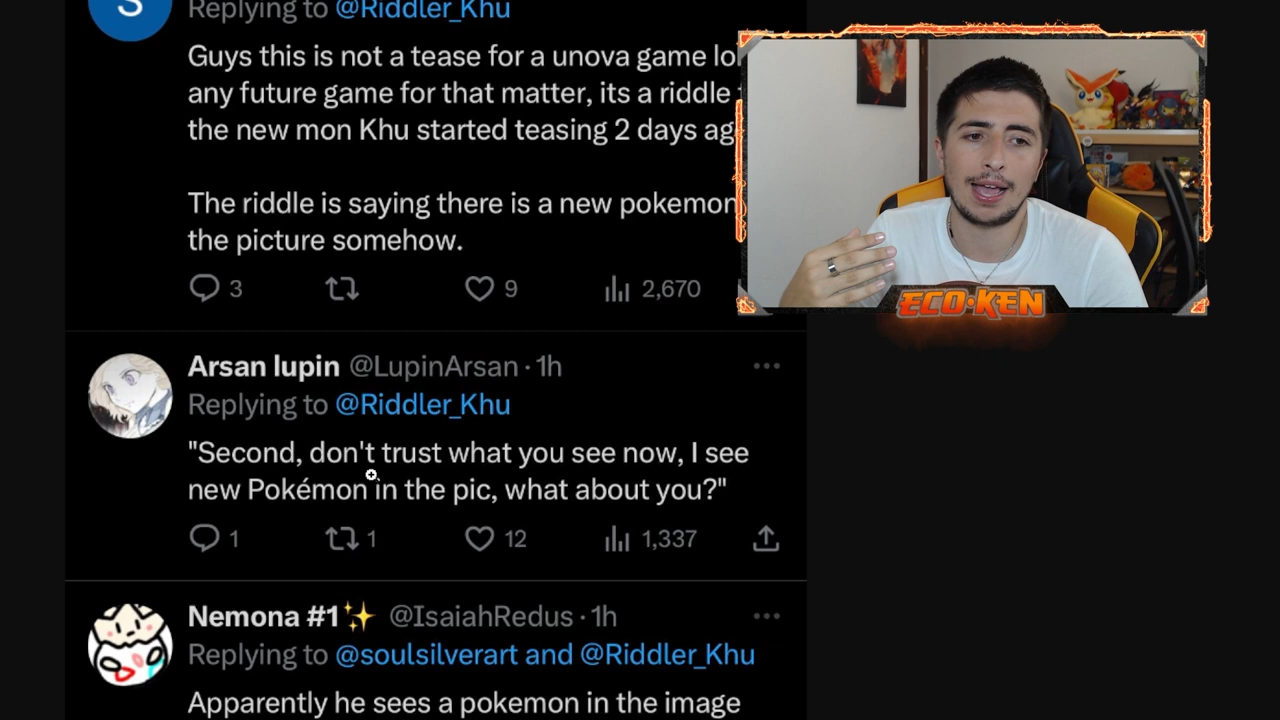 S
Replying to @Riddler_Khu
Guys this is not a tease for a unova game
any future game for that matter, its a riddle
the new mon Khu started teasing 2 days
The riddle is saying there is a new pokemon
the picture somehow.
3 9 2,670
Arsan lupin @LupinArsan · 1h
Replying to @Riddler_Khu
"Second, don't trust what you see now, I see
new Pokémon in the pic, what about you?"
1 1 12 1,337
Nemona #1✨ @IsaiahRedus · 1h
Replying to @soulsilverart and @Riddler_Khu
Apparently he sees a pokemon in the image
ECO·KEN